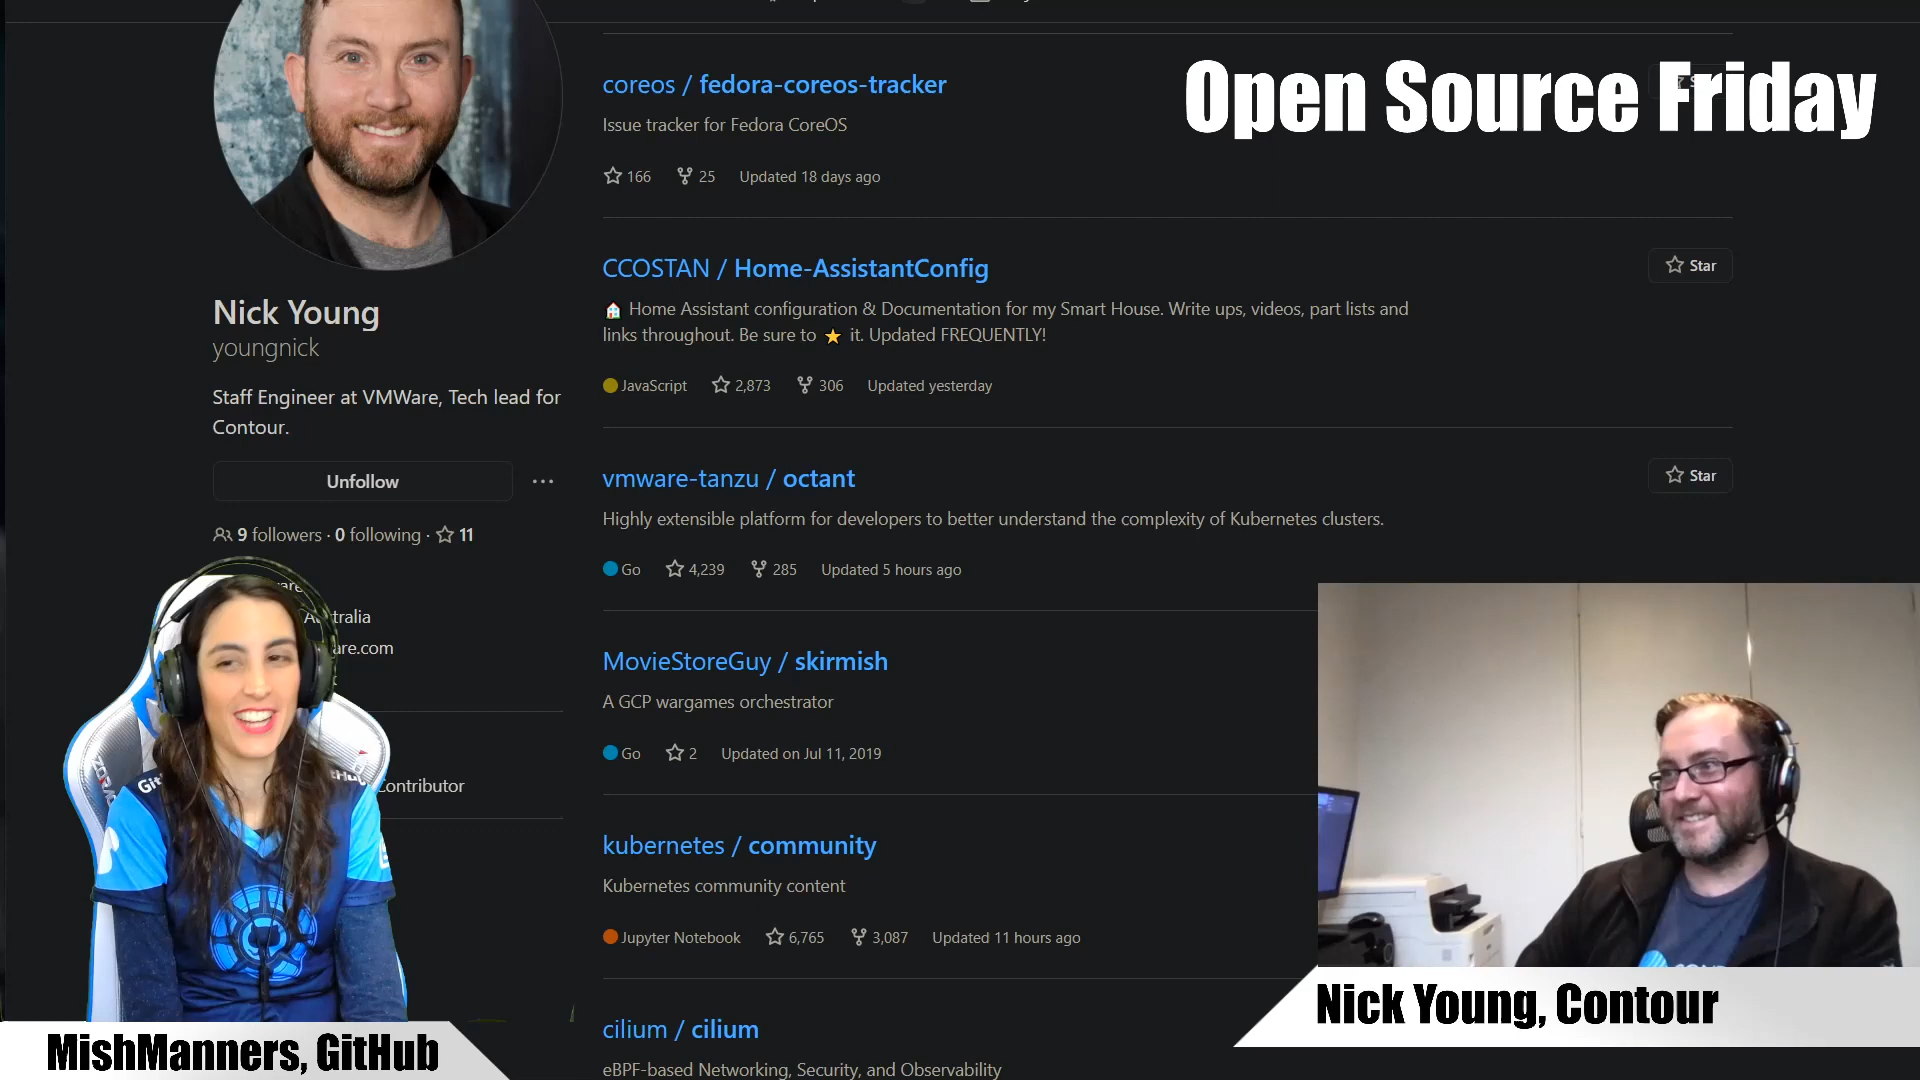 Open Source Friday
coreos / fedora-coreos-tracker
Issue tracker for Fedora CoreOS
166 25 Updated 18 days ago
CCOSTAN / Home-AssistantConfig
Star
Home Assistant configuration & Documentation for my Smart House. Write ups, videos, part lists and
links throughout. Be sure to ⭐ it. Updated FREQUENTLY!
JavaScript 2,873 306 Updated yesterday
vmware-tanzu / octant
Star
Highly extensible platform for developers to better understand the complexity of Kubernetes clusters.
Go 4,239 285 Updated 5 hours ago
MovieStoreGuy / skirmish
A GCP wargames orchestrator
Go 2 Updated on Jul 11, 2019
kubernetes / community
Kubernetes community content
Jupyter Notebook 6,765 3,087 Updated 11 hours ago
cilium / cilium
eBPF-based Networking, Security, and Observability
Nick Young
youngnick
Staff Engineer at VMWare, Tech lead for
Contour.
Unfollow
9 followers · 0 following · 11
tralia
are.com
Contributor
MishManners, GitHub
Nick Young, Contour